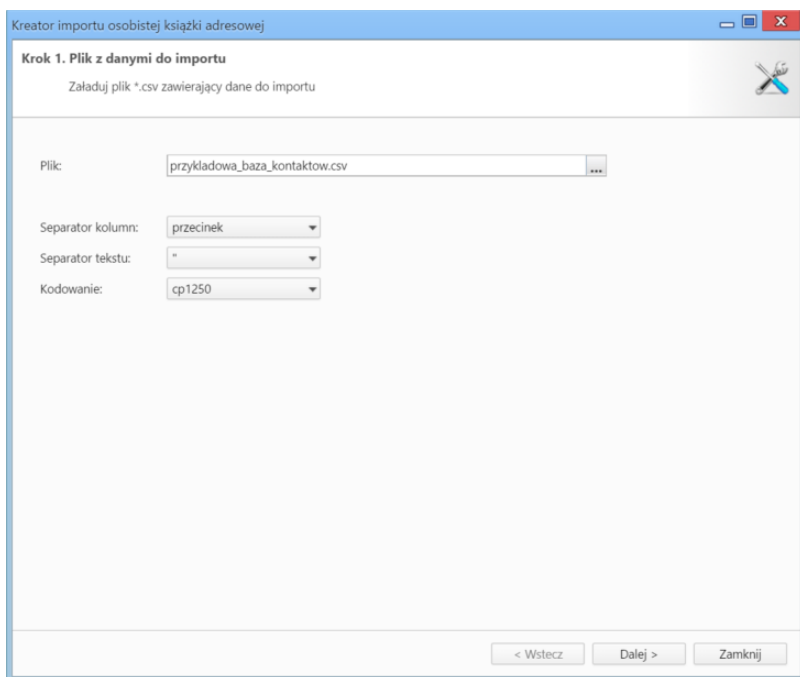 Kreator importu osobistej książki adresowej
Krok 1. Plik z danymi do importu
Załaduj plik *.csv zawierający dane do importu
Plik: przykladowa_baza_kontaktow.csv ...
Separator kolumn: przecinek
Separator tekstu: "
Kodowanie: cp1250
< Wstecz Dalej > Zamknij